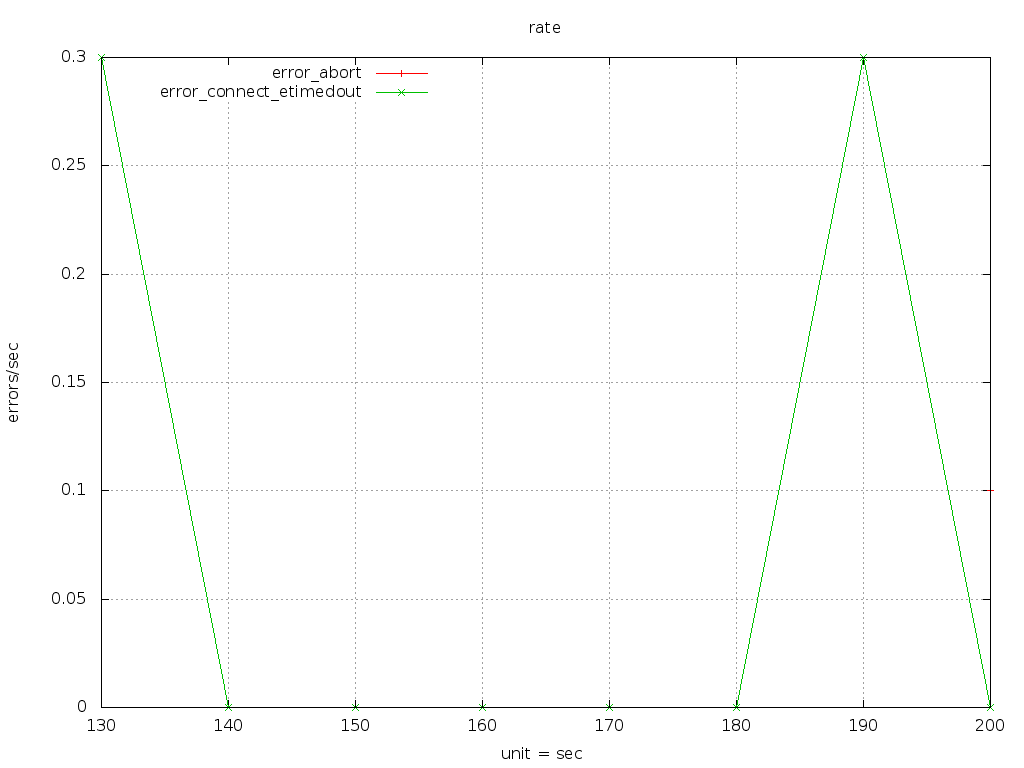 rate
error_abort
error_connect_etimedout
0.3
0.25
0.2
0.15
0.1
0.05
0
errors/sec
130 140 150 160 170 180 190 200
unit = sec